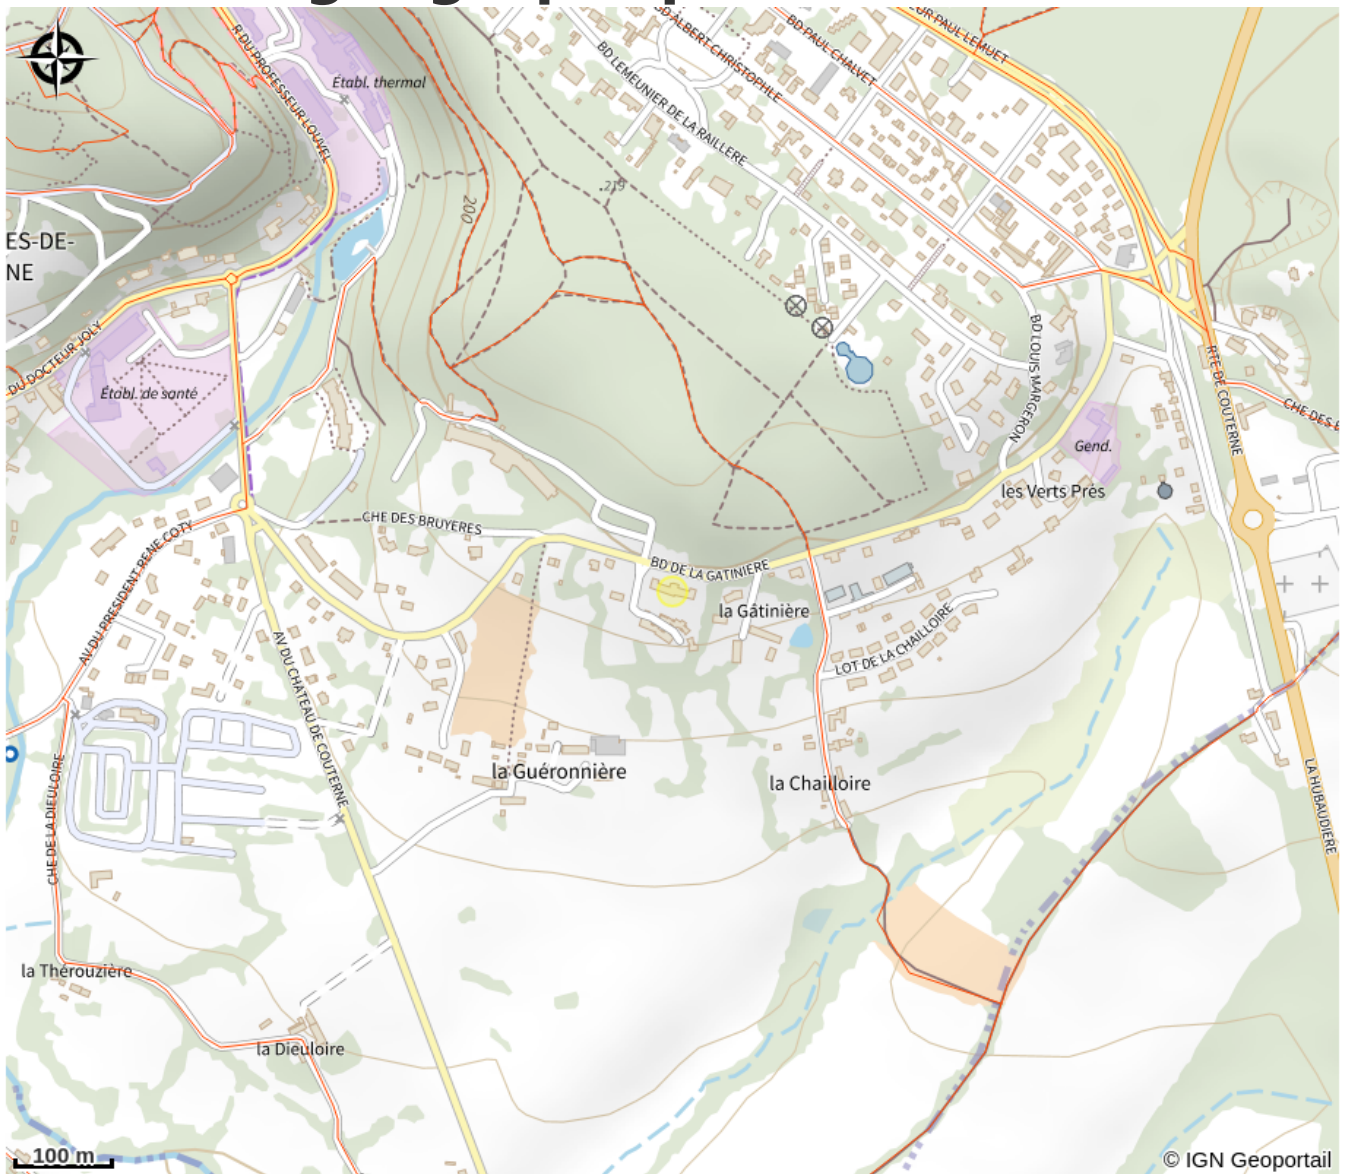 R DU PROFESSEUR LOUVEL
Établ. thermal
BD LEMEUNIER DE LA RAILLERE
BD ALBERT CHRISTOPHLE
BD PAUL CHALVET
UR PAUL LEMUET
200
.219
ES-DE-
NE
DU DOCTEUR JOLY
Établ. de santé
BD LOUIS MARGERON
RTE DE COUTERNE
CHE DES B
Gend.
les Verts Prés
CHE DES BRUYERES
AV DU PRESIDENT RENE COTY
BD DE LA GATINIERE
la Gâtinière
LOT DE LA CHAILLOIRE
AV DU CHATEAU DE COUTERNE
la Guéronnière
la Chailloire
CHE DE LA DIEULOIRE
LA HUBAUDIERE
la Thérouzière
la Dieuloire
100 m
© IGN Geoportail